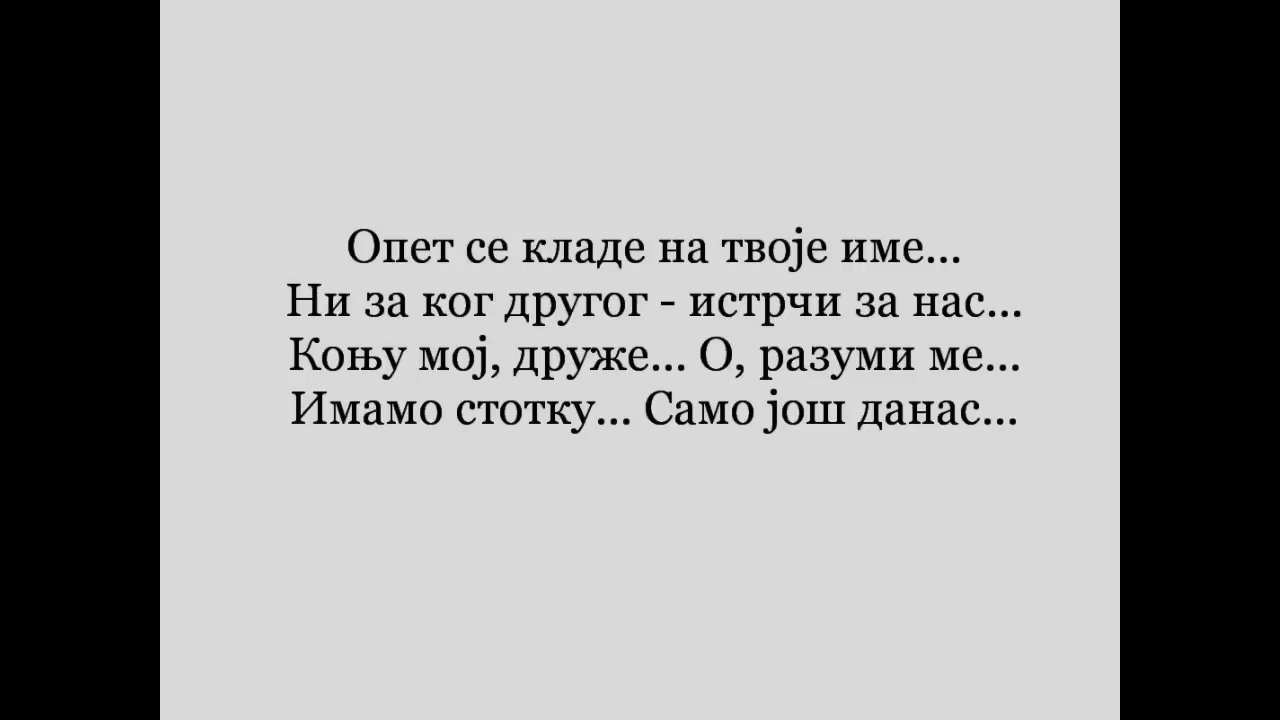 Опет се кладе на твоје име...
Ни за ког другог - истрчи за нас...
Коњу мој, друже... О, разуми ме...
Имамо стотку... Само још данас...